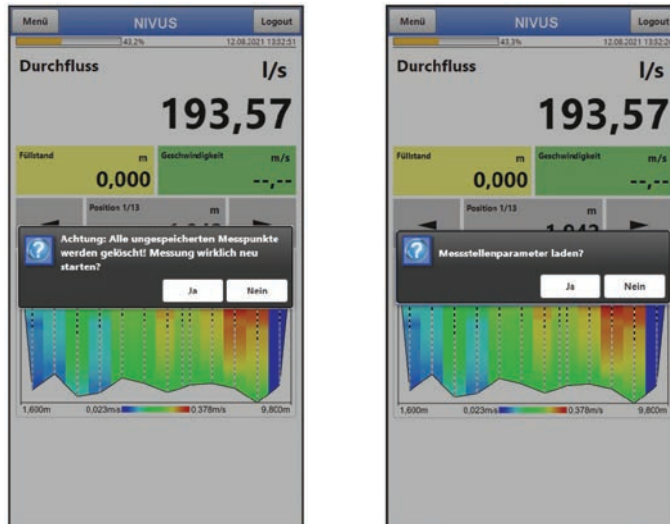 Menü NIVUS Logout
43,2% 12.08.2021 13:32:51
Durchfluss l/s
193,57
Füllstand m Geschwindigkeit m/s
0,000 --,--
Position 1/13 m
Achtung: Alle ungespeicherten Messpunkte
werden gelöscht! Messung wirklich neu
starten?
Ja Nein
1,600m 0,023m/s 0.378m/s 9,800m
Menü NIVUS Logout
43,3% 12.08.2021
Durchfluss l/s
193,57
Füllstand m Geschwindigkeit m/s
0,000 --,--
Position 1/13 m
Messstellenparameter laden?
Ja Nein
1,600m 0,023m/s 0.378m/s 9,800m